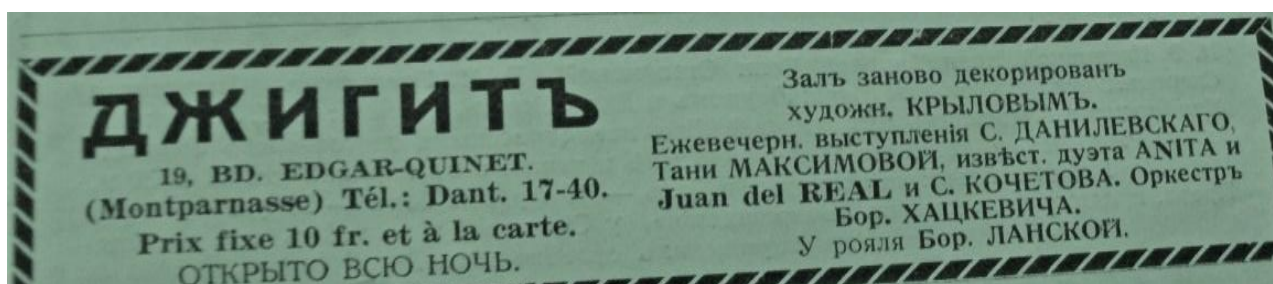 ДЖИГИТЪ
19, BD. EDGAR-QUINET.
(Montparnasse) Tél.: Dant. 17-40.
Prix fixe 10 fr. et à la carte.
ОТКРЫТО ВСЮ НОЧЬ.
Залъ заново декорированъ
художн. КРЫЛОВЫМЪ.
Ежевечерн. выступленія С. ДАНИЛЕВСКАГО,
Тани МАКСИМОВОЙ, извѣст. дуэта ANITA и
Juan del REAL и С. КОЧЕТОВА. Оркестръ
Бор. ХАЦКЕВИЧА.
У рояля Бор. ЛАНСКОЙ.